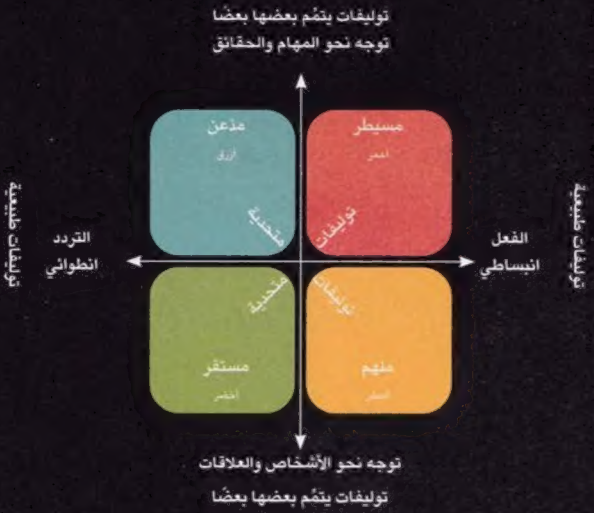 توليفات يتمّم بعضها بعضًا
توجه نحو المهام والحقائق
مسيطر
أحمر
مذعن
أزرق
توليفات
متحدية
توليفات طبيعية
الفعل
انبساطي
التردد
انطوائي
توليفات طبيعية
توليفات
متحدية
منهم
أصفر
مستقر
أخضر
توجه نحو الأشخاص والعلاقات
توليفات يتمّم بعضها بعضًا